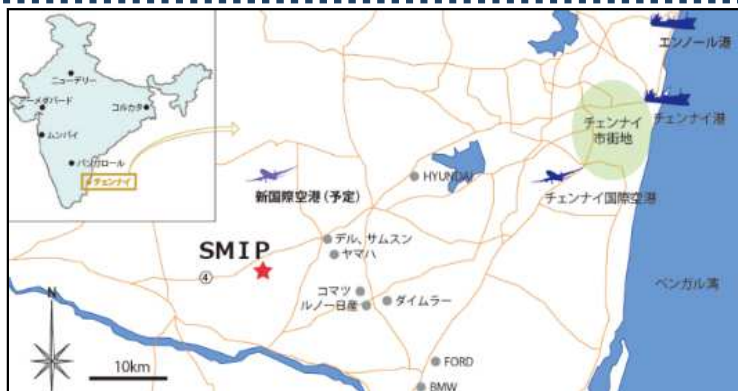 ニューデリー
アーメダバード
コルカタ
ムンバイ
バンガロール
チェンナイ
エンノール港
チェンナイ港
チェンナイ
市街地
HYUNDAI
新国際空港(予定)
チェンナイ国際空港
デル、サムスン
ヤマハ
SMIP
4
コマツ
ルノー日産
ダイムラー
ベンガル湾
N
10km
FORD
BMW